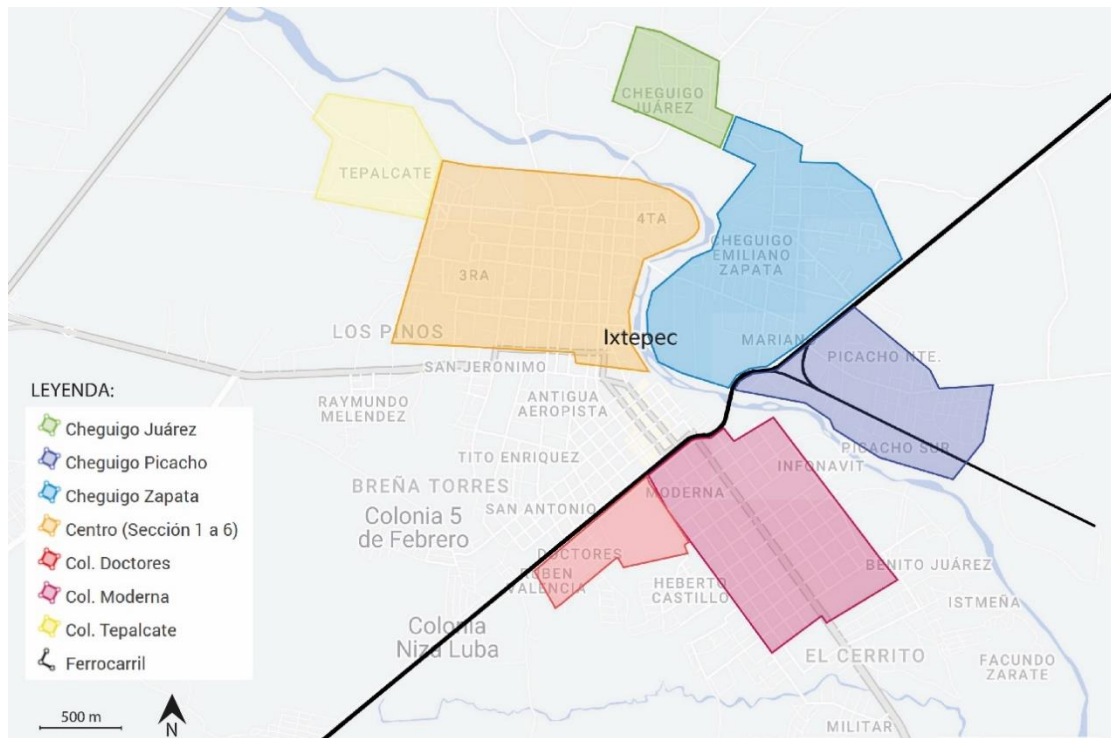 CHEGUIGO
JUÁREZ
TEPALCATE
4TA
CHEGUIGO
EMILIANO
ZAPATA
3RA
LOS PINOS
Ixtepec
MARIANO
PICACHO NTE.
SAN JERONIMO
RAYMUNDO
MELENDEZ
ANTIGUA
AEROPISTA
PICACHO SUR
TITO ENRIQUEZ
INFONAVIT
BREÑA TORRES
MODERNA
SAN ANTONIO
Colonia 5
de Febrero
DOCTORES
RUBEN
VALENCIA
HEBERTO
CASTILLO
BENITO JUÁREZ
ISTMEÑA
Colonia
Niza Luba
EL CERRITO
FACUNDO
ZARATE
MILITAR
LEYENDA:
Cheguigo Juárez
Cheguigo Picacho
Cheguigo Zapata
Centro (Sección 1 a 6)
Col. Doctores
Col. Moderna
Col. Tepalcate
Ferrocarril
500 m
N